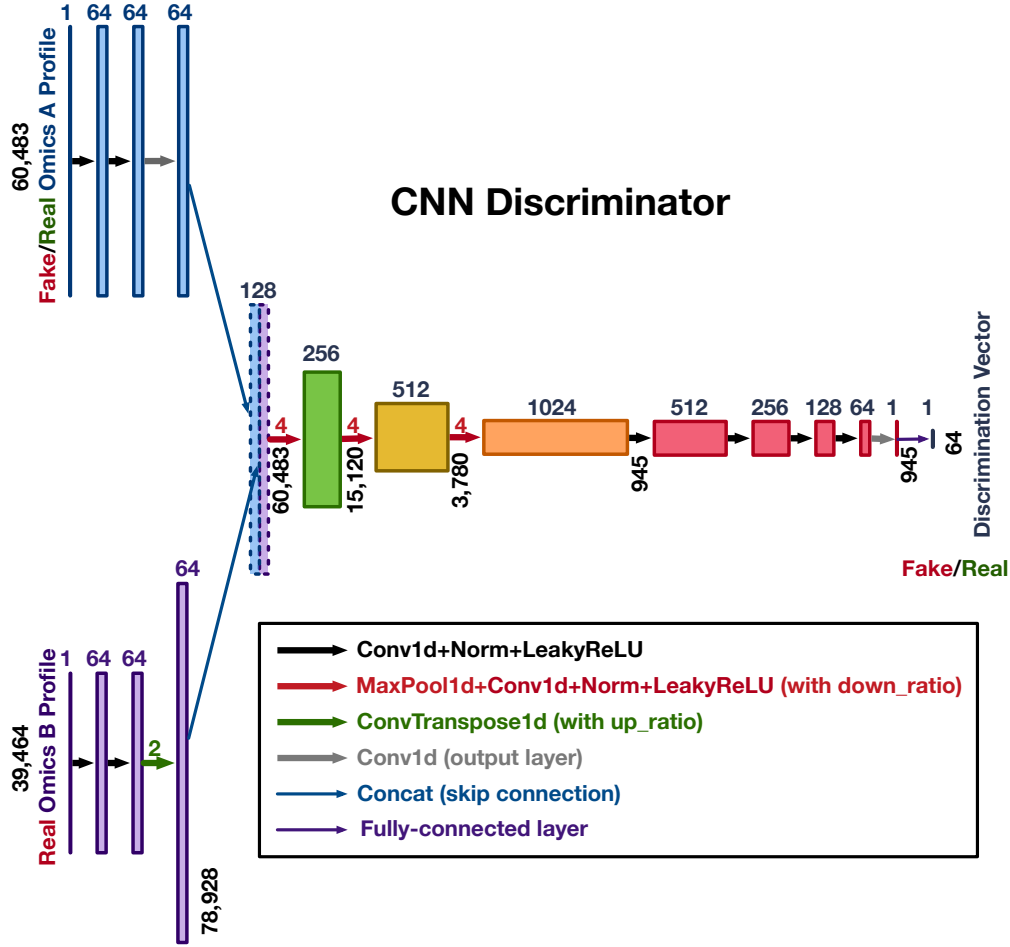 1 64 64 64
60,483
Fake/Real Omics A Profile
CNN Discriminator
128
4
60,483
256
4
15,120
512
4
3,780
1024
945
512
256
128
64
1
945
1
64
Discrimination Vector
Fake/Real
39,464
Real Omics B Profile
1 64 64
2
64
78,928
Conv1d+Norm+LeakyReLU
MaxPool1d+Conv1d+Norm+LeakyReLU (with down_ratio)
ConvTranspose1d (with up_ratio)
Conv1d (output layer)
Concat (skip connection)
Fully-connected layer